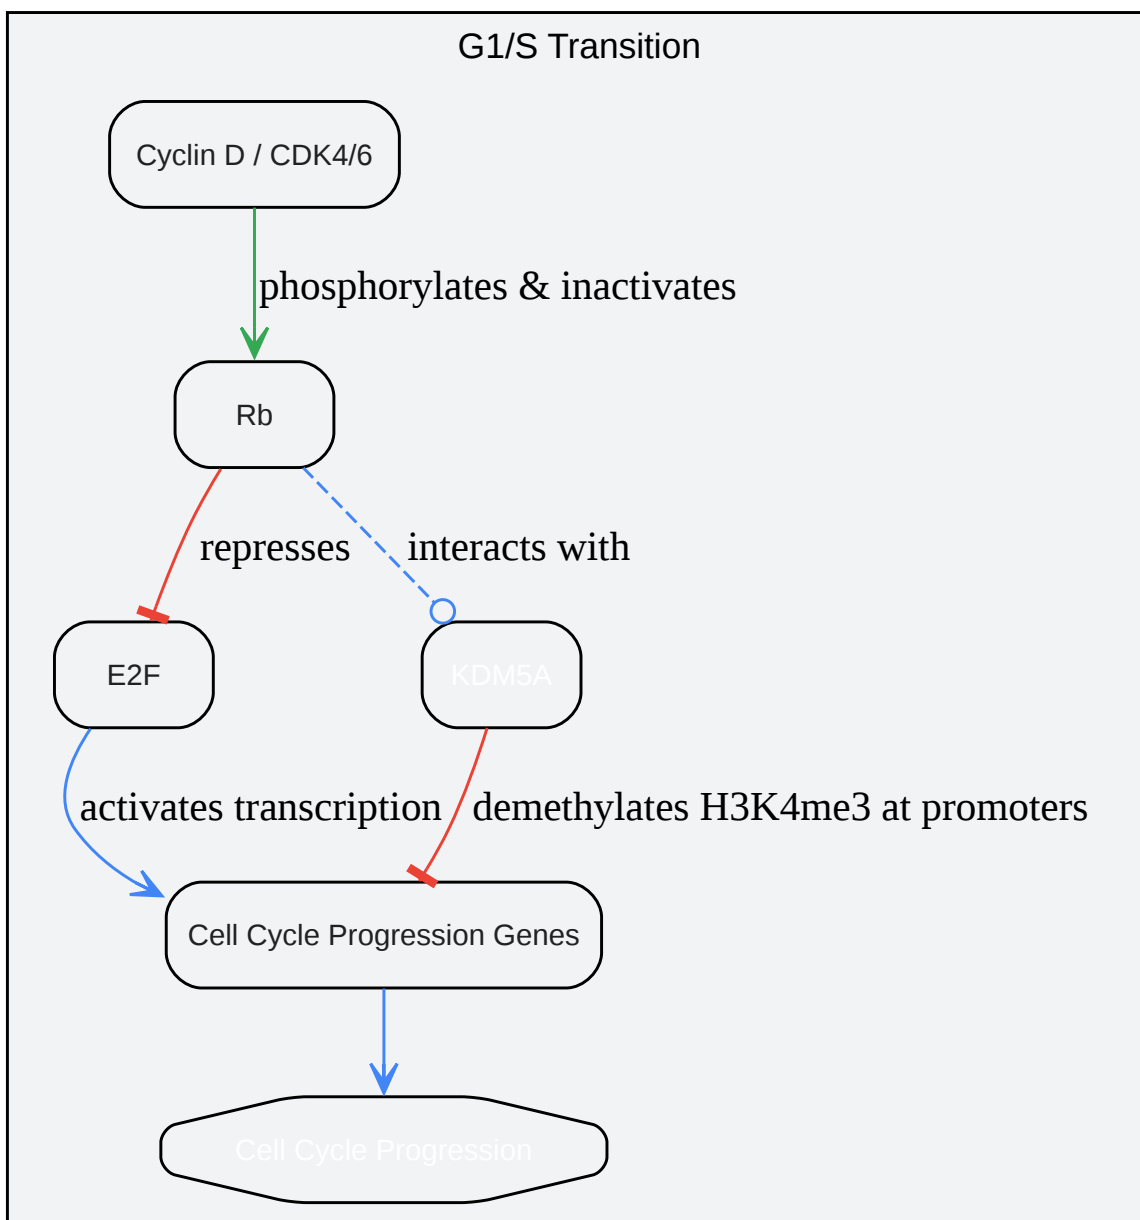 G1/S Transition
Cyclin D / CDK4/6
phosphorylates & inactivates
Rb
represses
interacts with
E2F
KDM5A
activates transcription
demethylates H3K4me3 at promoters
Cell Cycle Progression Genes
Cell Cycle Progression